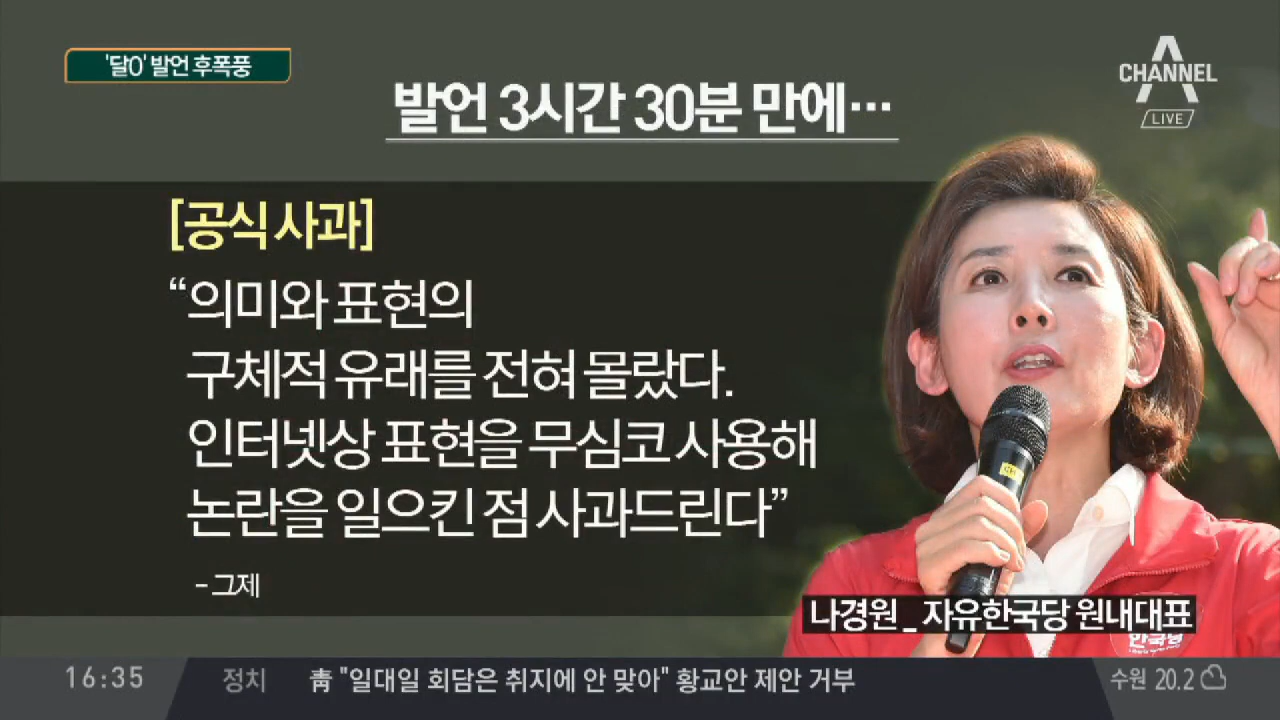 '달0' 발언 후폭풍
CHANNEL A
LIVE
발언 3시간 30분 만에…
[공식 사과]
“의미와 표현의
구체적 유래를 전혀 몰랐다.
인터넷상 표현을 무심코 사용해
논란을 일으킨 점 사과드린다”
– 그제
나경원 _ 자유한국당 원내대표
한국당
16:35
정치
靑 "일대일 회담은 취지에 안 맞아" 황교안 제안 거부
수원 20.2